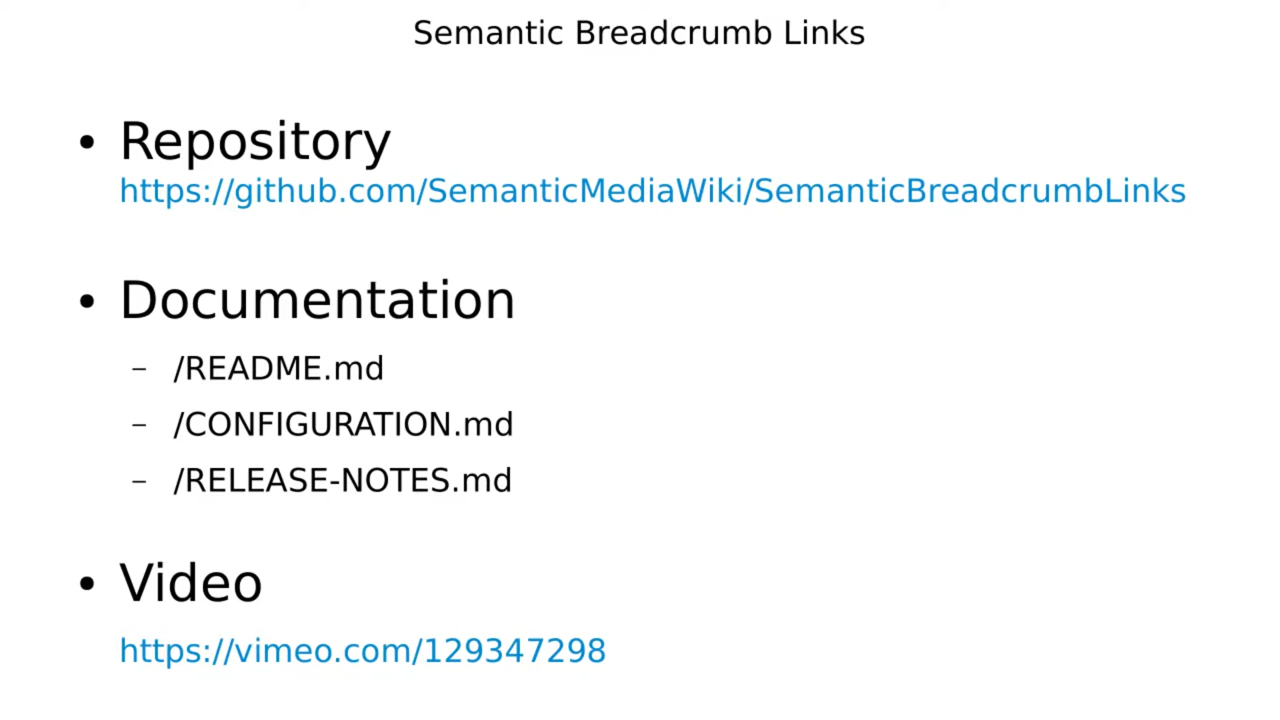 Semantic Breadcrumb Links
• Repository
https://github.com/SemanticMediaWiki/SemanticBreadcrumbLinks
• Documentation
– /README.md
– /CONFIGURATION.md
– /RELEASE-NOTES.md
• Video
https://vimeo.com/129347298